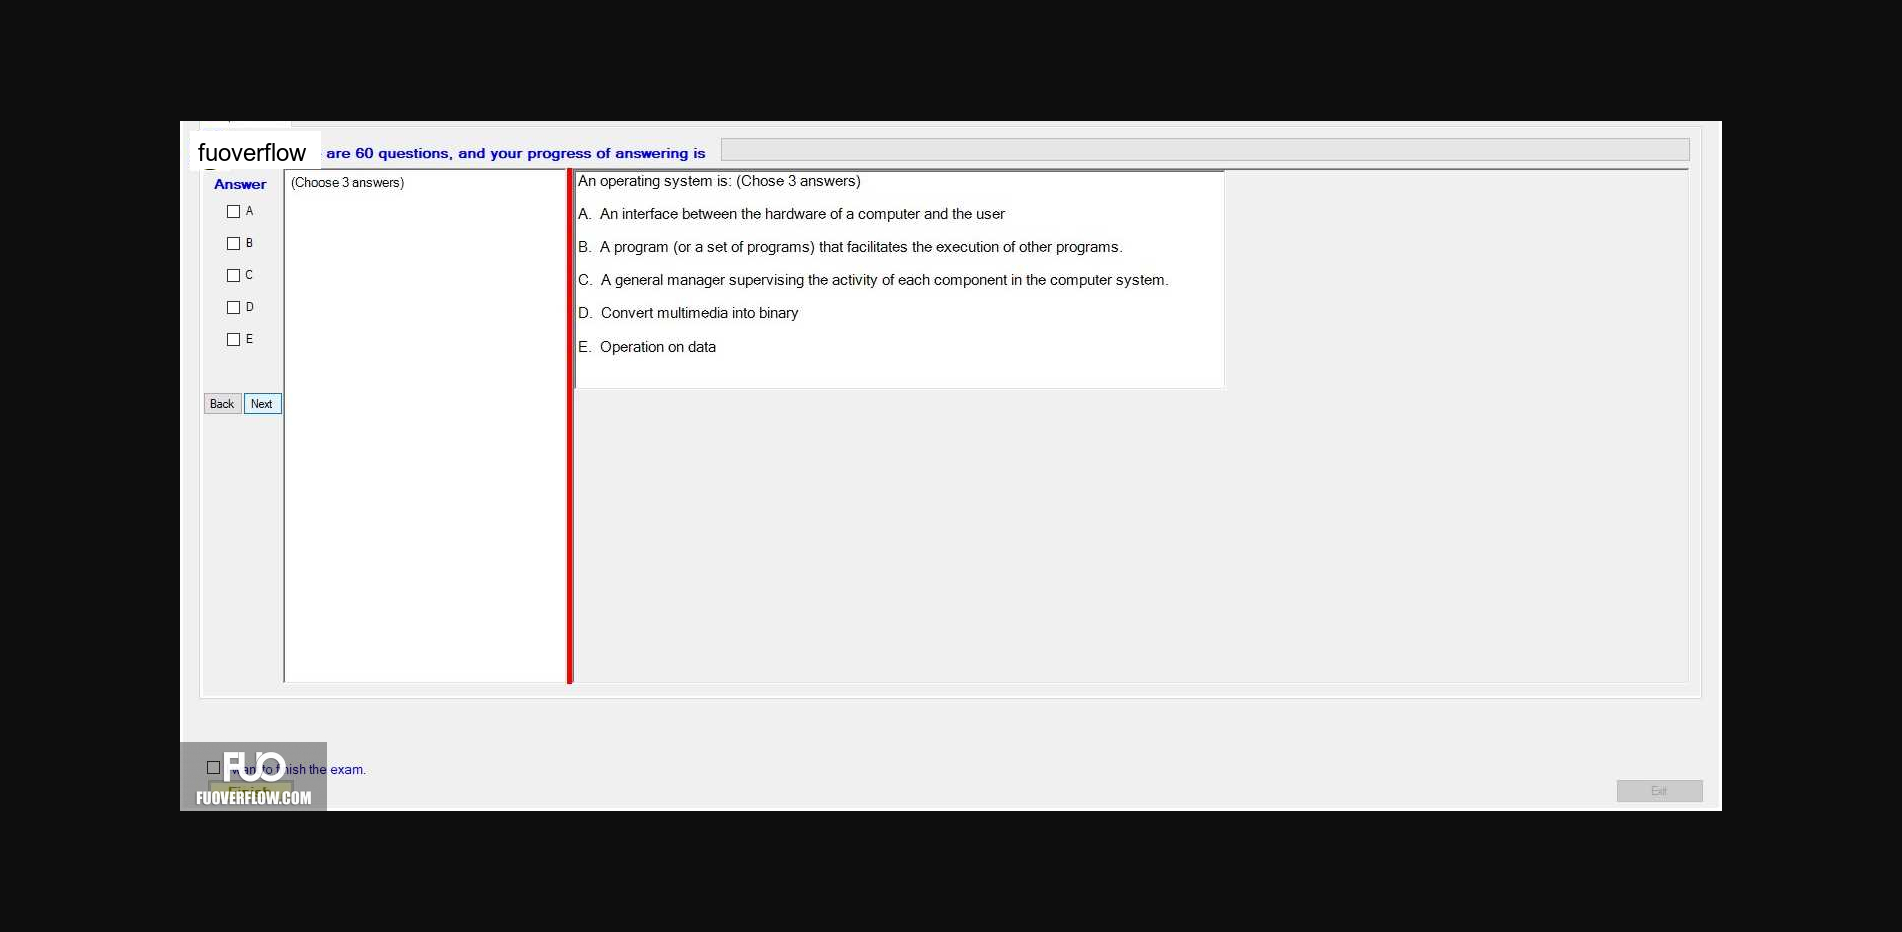 fuoverflow are 60 questions, and your progress of answering is
Answer
(Choose 3 answers)
A
B
C
D
E
Back Next
An operating system is: (Chose 3 answers)
A. An interface between the hardware of a computer and the user
B. A program (or a set of programs) that facilitates the execution of other programs.
C. A general manager supervising the activity of each component in the computer system.
D. Convert multimedia into binary
E. Operation on data
FUO
want to finish the exam.
Finish
FUOVERFLOW.COM
Exit